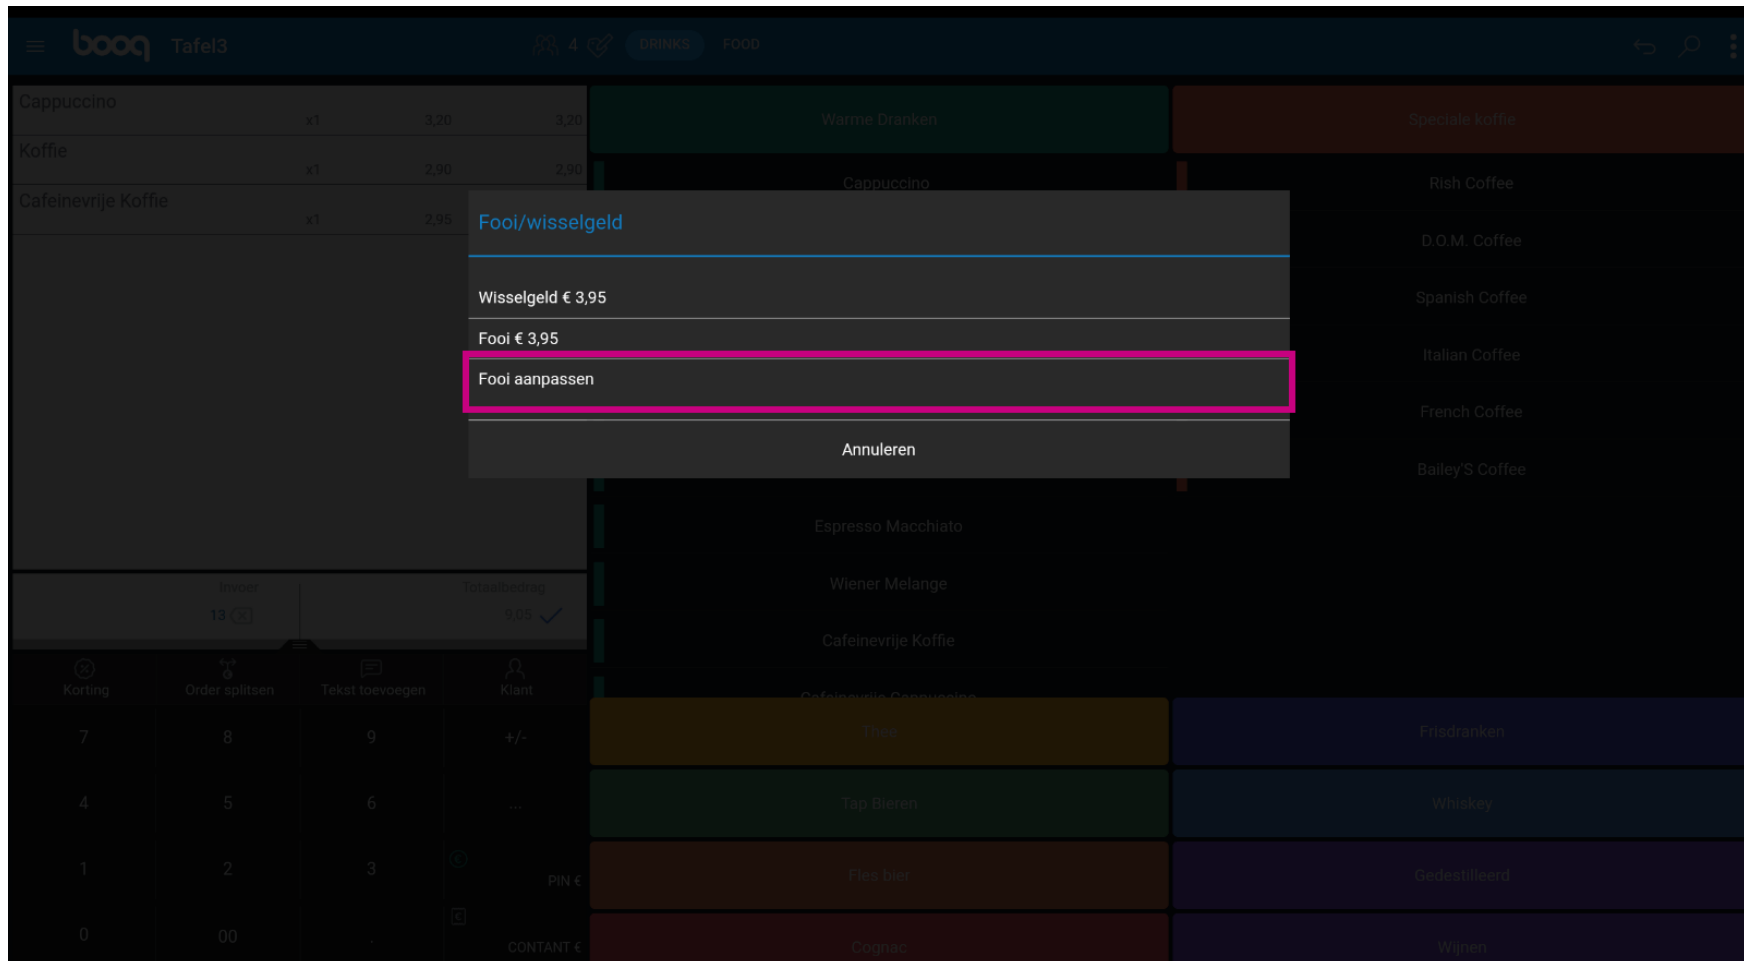 booq Tafel3 4 DRINKS FOOD
Cappuccino
x1 3,20 3,20
Koffie
x1 2,90 2,90
Cafeinevrije Koffie
x1 2,95
Invoer Totaalbedrag
13 9,05
Korting Order splitsen Tekst toevoegen Klant
7 8 9 +/-
4 5 6 ...
1 2 3 PIN €
0 00 . CONTANT €
Fooi/wisselgeld
Wisselgeld € 3,95
Fooi € 3,95
Fooi aanpassen
Annuleren
Warme Dranken
Cappuccino
Espresso Macchiato
Wiener Melange
Cafeinevrije Koffie
Cafeinevrije Cappuccino
Speciale koffie
Rish Coffee
D.O.M. Coffee
Spanish Coffee
Italian Coffee
French Coffee
Bailey'S Coffee
Thee Frisdranken
Tap Bieren Whiskey
Fles bier Gedestilleerd
Cognac Wijnen